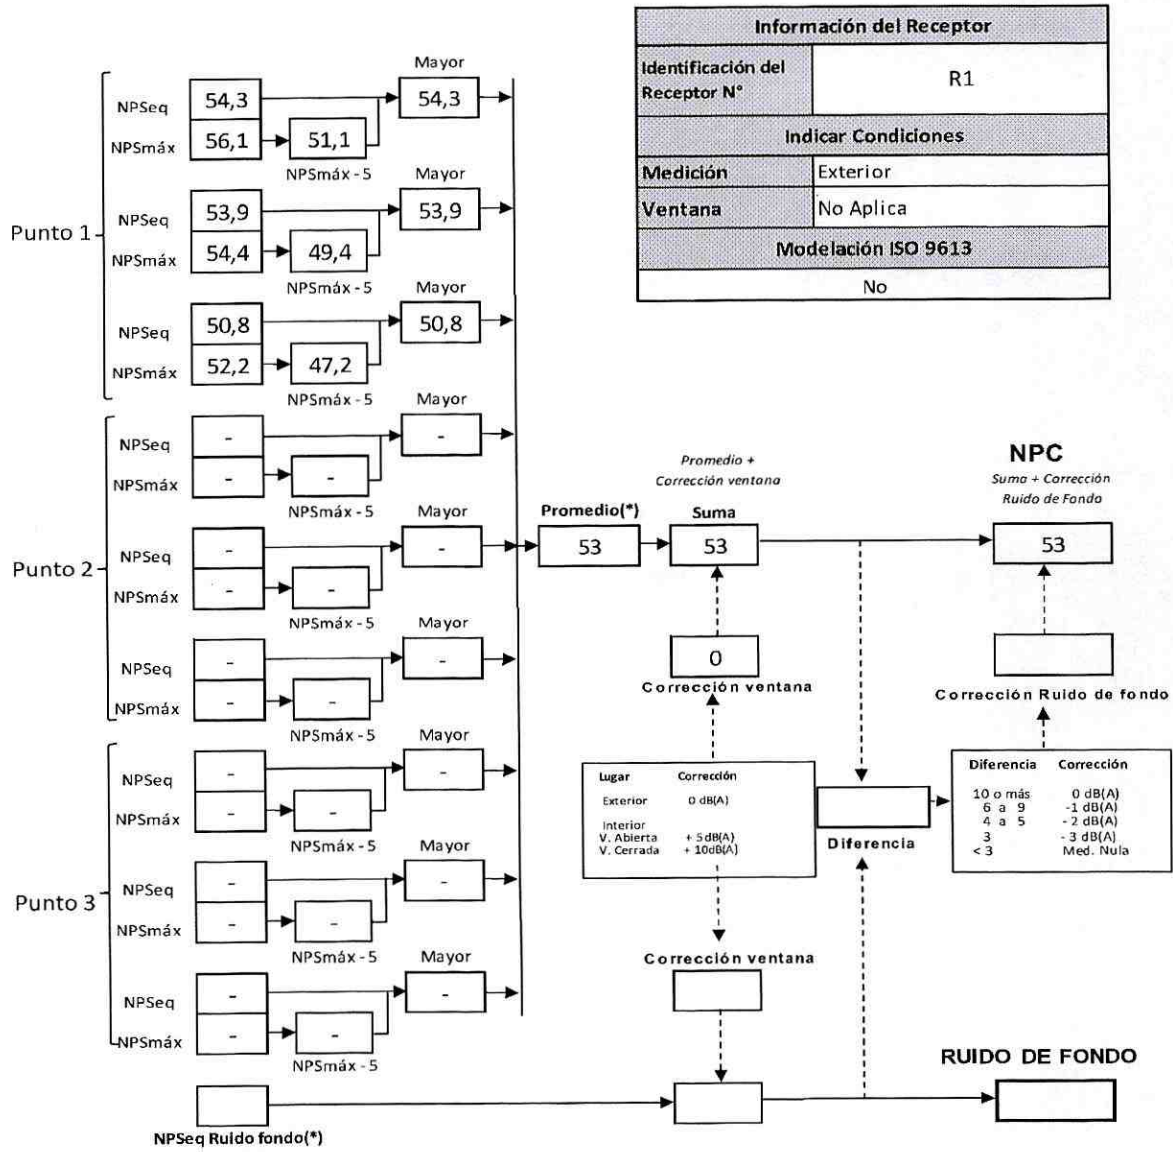 Información del Receptor
Identificación del
Receptor N°
R1
Indicar Condiciones
Medición
Exterior
Ventana
No Aplica
Modelación ISO 9613
No
Punto 1
Mayor
NPSeq
54,3
54,3
NPSmáx
56,1
51,1
NPSmáx - 5
Mayor
NPSeq
53,9
53,9
NPSmáx
54,4
49,4
NPSmáx - 5
Mayor
NPSeq
50,8
50,8
NPSmáx
52,2
47,2
NPSmáx - 5
Punto 2
Mayor
NPSeq
-
-
NPSmáx
-
-
NPSmáx - 5
Mayor
NPSeq
-
-
NPSmáx
-
-
NPSmáx - 5
Mayor
NPSeq
-
-
NPSmáx
-
-
NPSmáx - 5
Punto 3
Mayor
NPSeq
-
-
NPSmáx
-
-
NPSmáx - 5
Mayor
NPSeq
-
-
NPSmáx
-
-
NPSmáx - 5
Mayor
NPSeq
-
-
NPSmáx
-
-
NPSmáx - 5
NPSeq Ruido fondo(*)
Promedio(*)
53
Promedio +
Corrección ventana
Suma
53
0
Corrección ventana
Lugar Corrección
Exterior 0 dB(A)
Interior
V. Abierta + 5dB(A)
V. Cerrada + 10dB(A)
Corrección ventana
Diferencia
NPC
Suma + Corrección
Ruido de Fondo
53
Corrección Ruido de fondo
Diferencia Corrección
10 o más 0 dB(A)
6 a 9 -1 dB(A)
4 a 5 - 2 dB(A)
3 - 3 dB(A)
< 3 Med. Nula
RUIDO DE FONDO